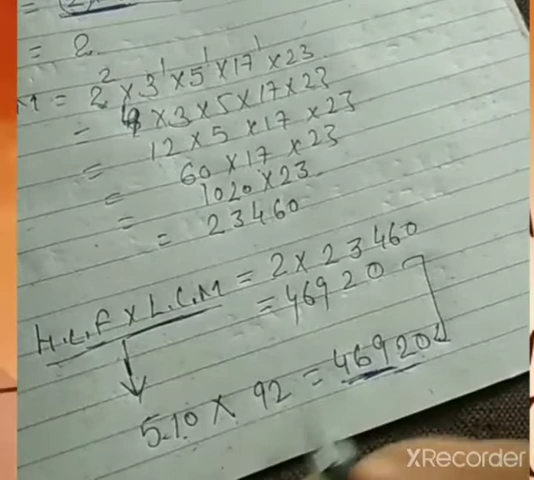 = 2
M = 2² × 3¹ × 5¹ × 17¹ × 23
= 4 × 3 × 5 × 17 × 23
= 12 × 5 × 17 × 23
= 60 × 17 × 23
= 1020 × 23
= 23460
H.C.F × L.C.M = 2 × 23460
= 46920
510 × 92 = 46920
XRecorder